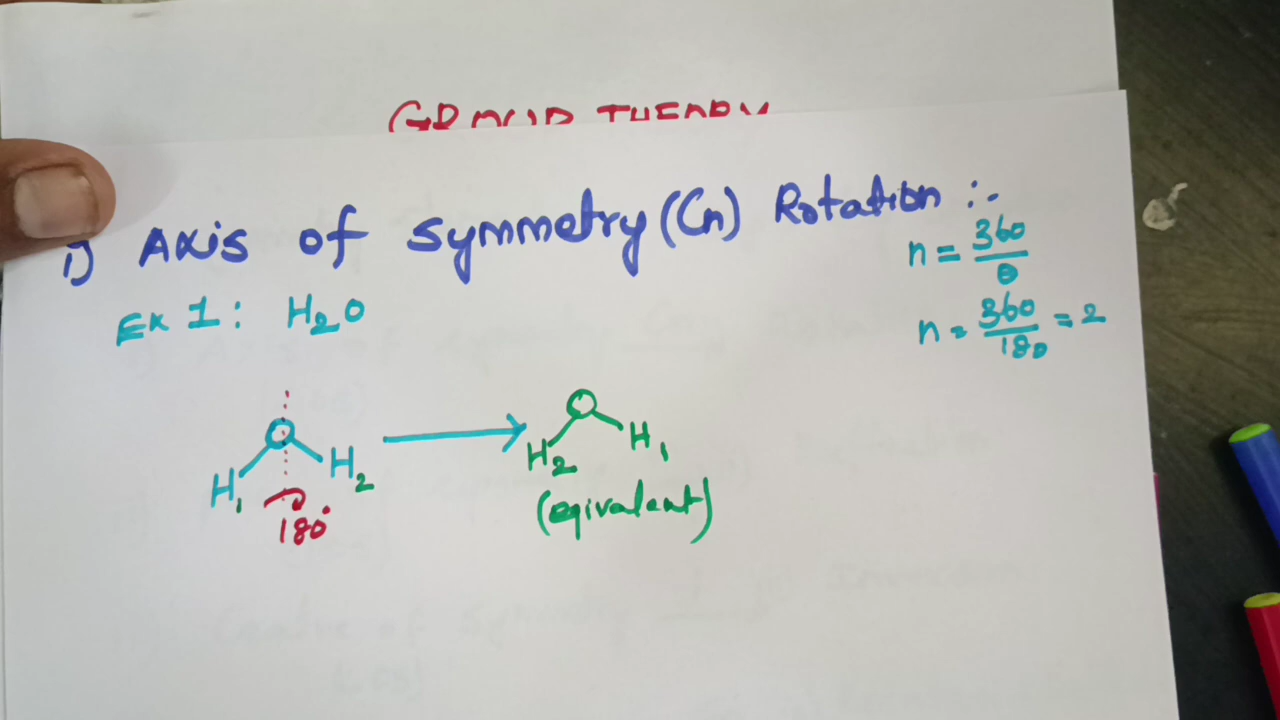 GROUP THEORY
1) Axis of symmetry (Cn) Rotation :-
n = 360/θ
Ex 1 : H2O
n = 360/180 = 2
O O
H1 H2 H2 H1
180°
(eqivalent)